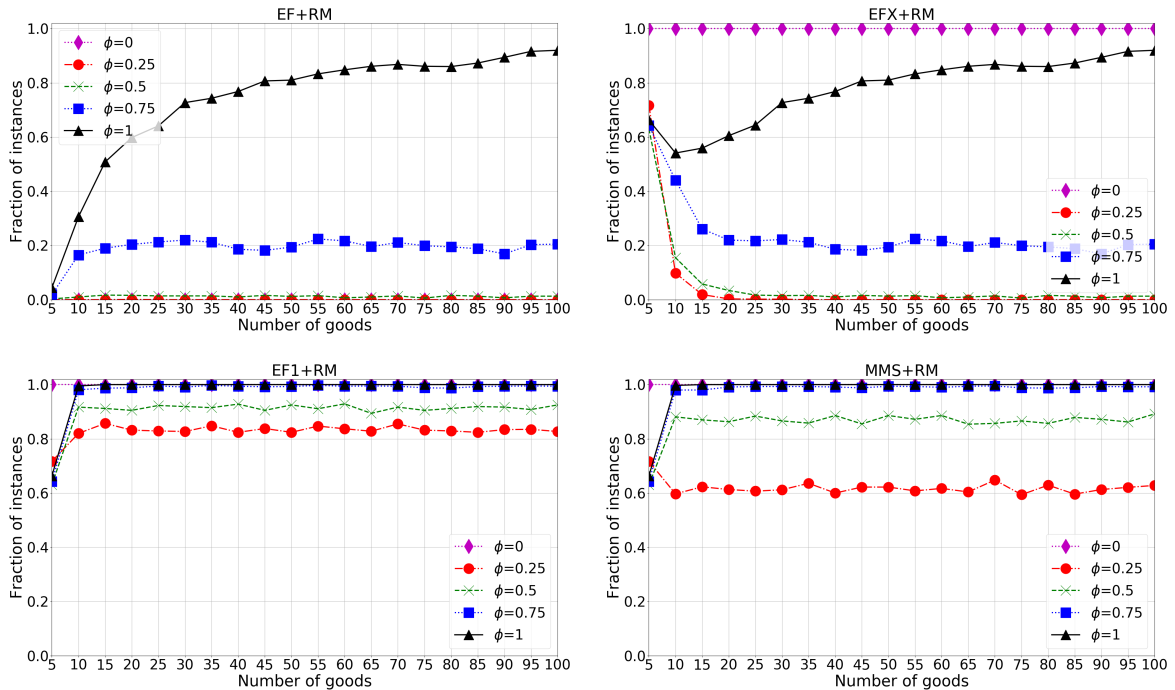 EF+RM
Fraction of instances
1.0
0.8
0.6
0.4
0.2
0.0
ϕ=0
ϕ=0.25
ϕ=0.5
ϕ=0.75
ϕ=1
5 10 15 20 25 30 35 40 45 50 55 60 65 70 75 80 85 90 95 100
Number of goods
EFX+RM
Fraction of instances
1.0
0.8
0.6
0.4
0.2
0.0
ϕ=0
ϕ=0.25
ϕ=0.5
ϕ=0.75
ϕ=1
5 10 15 20 25 30 35 40 45 50 55 60 65 70 75 80 85 90 95 100
Number of goods
EF1+RM
Fraction of instances
1.0
0.8
0.6
0.4
0.2
0.0
ϕ=0
ϕ=0.25
ϕ=0.5
ϕ=0.75
ϕ=1
5 10 15 20 25 30 35 40 45 50 55 60 65 70 75 80 85 90 95 100
Number of goods
MMS+RM
Fraction of instances
1.0
0.8
0.6
0.4
0.2
0.0
ϕ=0
ϕ=0.25
ϕ=0.5
ϕ=0.75
ϕ=1
5 10 15 20 25 30 35 40 45 50 55 60 65 70 75 80 85 90 95 100
Number of goods